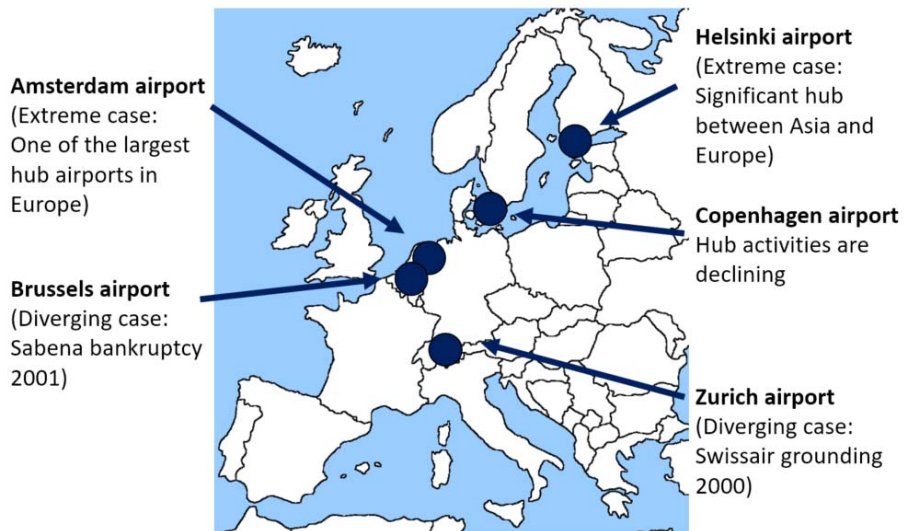 Amsterdam airport
(Extreme case:
One of the largest
hub airports in
Europe)
Brussels airport
(Diverging case:
Sabena bankruptcy
2001)
Helsinki airport
(Extreme case:
Significant hub
between Asia and
Europe)
Copenhagen airport
Hub activities are
declining
Zurich airport
(Diverging case:
Swissair grounding
2000)